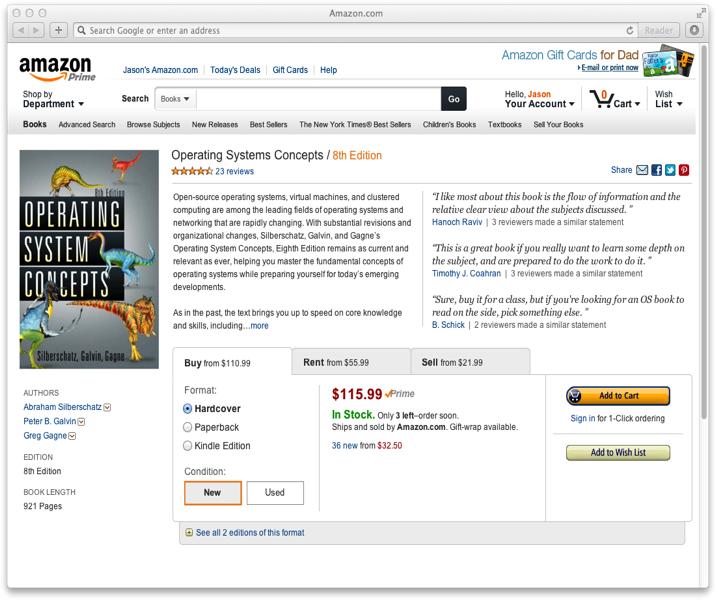 Amazon.com
Search Google or enter an address
Reader
amazon
Prime
Jason's Amazon.com
Today's Deals
Gift Cards
Help
Amazon Gift Cards for Dad
E-mail or print now
Shop by
Department
Search
Books
Go
Hello, Jason
Your Account
0
Cart
Wish
List
Books
Advanced Search
Browse Subjects
New Releases
Best Sellers
The New York Times® Best Sellers
Children's Books
Textbooks
Sell Your Books
8th Edition
OPERATING
SYSTEM
CONCEPTS
Silberschatz, Galvin, Gagne
Operating Systems Concepts / 8th Edition
23 reviews
Share
Open-source operating systems, virtual machines, and clustered
computing are among the leading fields of operating systems and
networking that are rapidly changing. With substantial revisions and
organizational changes, Silberschatz, Galvin, and Gagne's
Operating System Concepts, Eighth Edition remains as current and
relevant as ever, helping you master the fundamental concepts of
operating systems while preparing yourself for today's emerging
developments.
As in the past, the text brings you up to speed on core knowledge
and skills, including…more
“I like most about this book is the flow of information and the
relative clear view about the subjects discussed. ”
Hanoch Raviv | 3 reviewers made a similar statement
“This is a great book if you really want to learn some depth on
the subject, and are prepared to do the work to do it. ”
Timothy J. Coahran | 3 reviewers made a similar statement
“Sure, buy it for a class, but if you're looking for an OS book to
read on the side, pick something else. ”
B. Schick | 2 reviewers made a similar statement
Buy from $110.99
Rent from $55.99
Sell from $21.99
Format:
Hardcover
Paperback
Kindle Edition
Condition:
New
Used
$115.99 Prime
In Stock. Only 3 left–order soon.
Ships and sold by Amazon.com. Gift-wrap available.
36 new from $32.50
Add to Cart
Sign in for 1-Click ordering
Add to Wish List
See all 2 editions of this format
AUTHORS
Abraham Silberschatz
Peter B. Galvin
Greg Gagne
EDITION
8th Edition
BOOK LENGTH
921 Pages